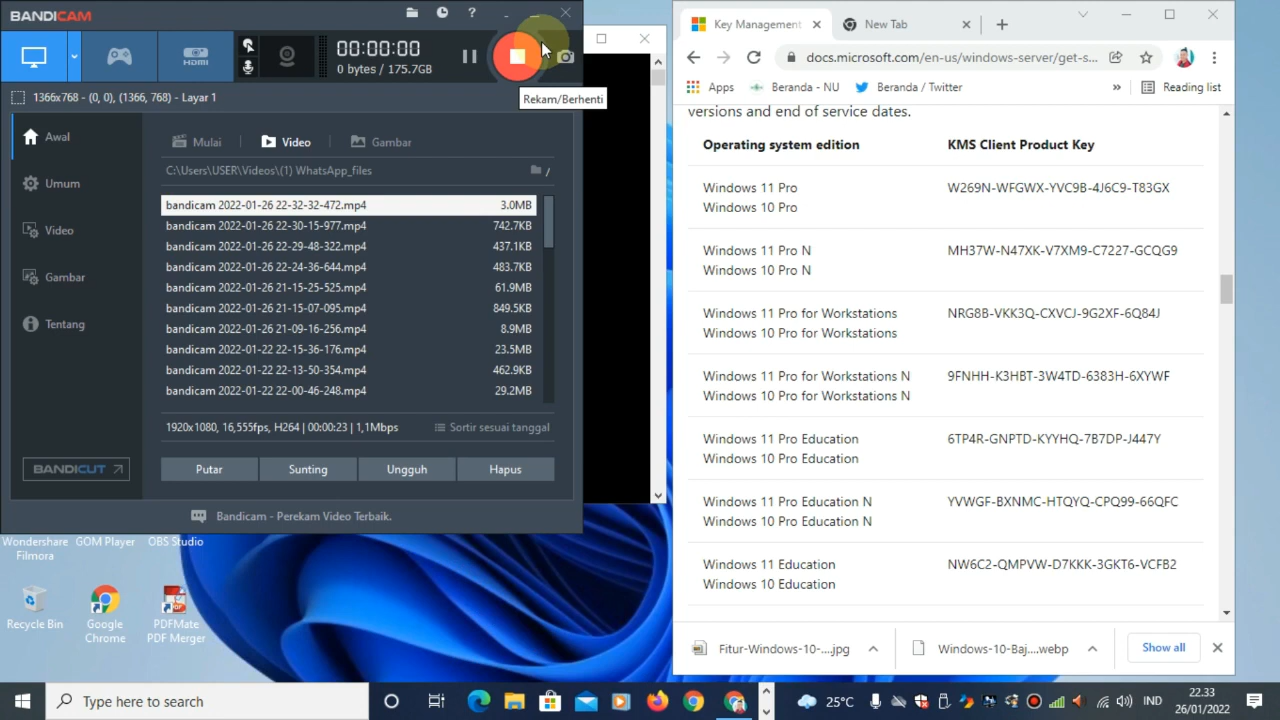 BANDICAM
00:00:00
0 bytes / 175.7GB
HDMI
Rekam/Berhenti
1366x768 - (0, 0), (1366, 768) - Layar 1
Awal
Umum
Video
Gambar
Tentang
BANDICUT
Mulai
Video
Gambar
C:\Users\USER\Videos\(1) WhatsApp_files
bandicam 2022-01-26 22-32-32-472.mp4 3.0MB
bandicam 2022-01-26 22-30-15-977.mp4 742.7KB
bandicam 2022-01-26 22-29-48-322.mp4 437.1KB
bandicam 2022-01-26 22-24-36-644.mp4 483.7KB
bandicam 2022-01-26 21-15-25-525.mp4 61.9MB
bandicam 2022-01-26 21-15-07-095.mp4 849.5KB
bandicam 2022-01-26 21-09-16-256.mp4 8.9MB
bandicam 2022-01-22 22-15-36-176.mp4 23.5MB
bandicam 2022-01-22 22-13-50-354.mp4 462.9KB
bandicam 2022-01-22 22-00-46-248.mp4 29.2MB
1920x1080, 16,555fps, H264 | 00:00:23 | 1,1Mbps
Sortir sesuai tanggal
Putar Sunting Ungguh Hapus
Bandicam - Perekam Video Terbaik.
Wondershare Filmora
GOM Player
OBS Studio
Recycle Bin
Google Chrome
PDFMate PDF Merger
Key Management
New Tab
docs.microsoft.com/en-us/windows-server/get-s...
Apps
Beranda - NU
Beranda / Twitter
»
Reading list
versions and end of service dates.
Operating system edition KMS Client Product Key
Windows 11 Pro W269N-WFGWX-YVC9B-4J6C9-T83GX
Windows 10 Pro
Windows 11 Pro N MH37W-N47XK-V7XM9-C7227-GCQG9
Windows 10 Pro N
Windows 11 Pro for Workstations NRG8B-VKK3Q-CXVCJ-9G2XF-6Q84J
Windows 10 Pro for Workstations
Windows 11 Pro for Workstations N 9FNHH-K3HBT-3W4TD-6383H-6XYWF
Windows 10 Pro for Workstations N
Windows 11 Pro Education 6TP4R-GNPTD-KYYHQ-7B7DP-J447Y
Windows 10 Pro Education
Windows 11 Pro Education N YVWGF-BXNMC-HTQYQ-CPQ99-66QFC
Windows 10 Pro Education N
Windows 11 Education NW6C2-QMPVW-D7KKK-3GKT6-VCFB2
Windows 10 Education
Fitur-Windows-10-....jpg
Windows-10-Baj....webp
Show all
Type here to search
25°C
IND
22.33
26/01/2022